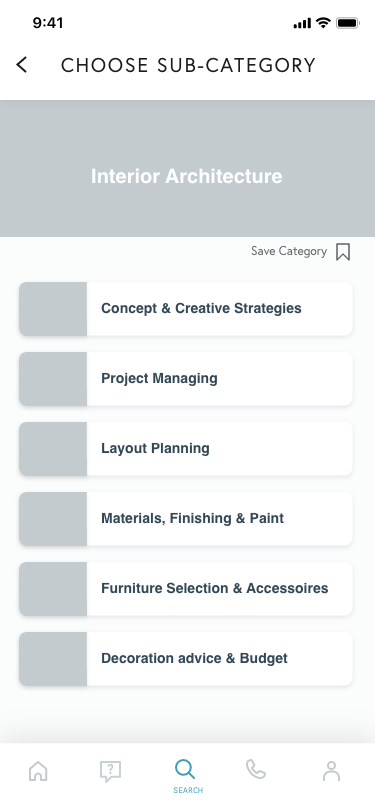 9:41
CHOOSE SUB-CATEGORY
Interior Architecture
Save Category
Concept & Creative Strategies
Project Managing
Layout Planning
Materials, Finishing & Paint
Furniture Selection & Accessoires
Decoration advice & Budget
?
SEARCH